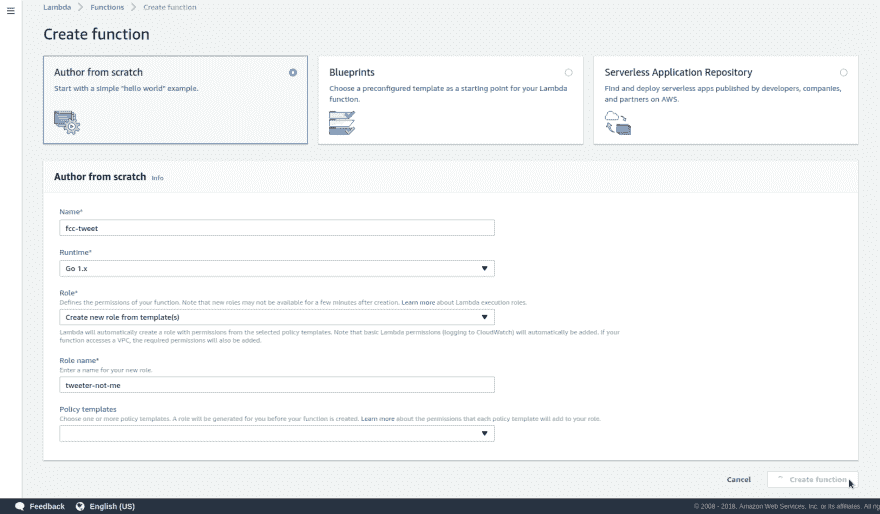 Lambda > Functions > Create function
Create function
Author from scratch
Start with a simple "hello world" example.
Blueprints
Choose a preconfigured template as a starting point for your Lambda
function.
Serverless Application Repository
Find and deploy serverless apps published by developers, companies,
and partners on AWS.
Author from scratch Info
Name*
fcc-tweet
Runtime*
Go 1.x
Role*
Defines the permissions of your function. Note that new roles may not be available for a few minutes after creation. Learn more about Lambda execution roles.
Create new role from template(s)
Lambda will automatically create a role with permissions from the selected policy templates. Note that basic Lambda permissions (logging to CloudWatch) will automatically be added. If your
function accesses a VPC, the required permissions will also be added.
Role name*
Enter a name for your new role.
tweeter-not-me
Policy templates
Choose one or more policy templates. A role will be generated for you before your function is created. Learn more about the permissions that each policy template will add to your role.
Cancel
Create function
Feedback
English (US)
© 2008 - 2018, Amazon Web Services, Inc. or its affiliates. All rig